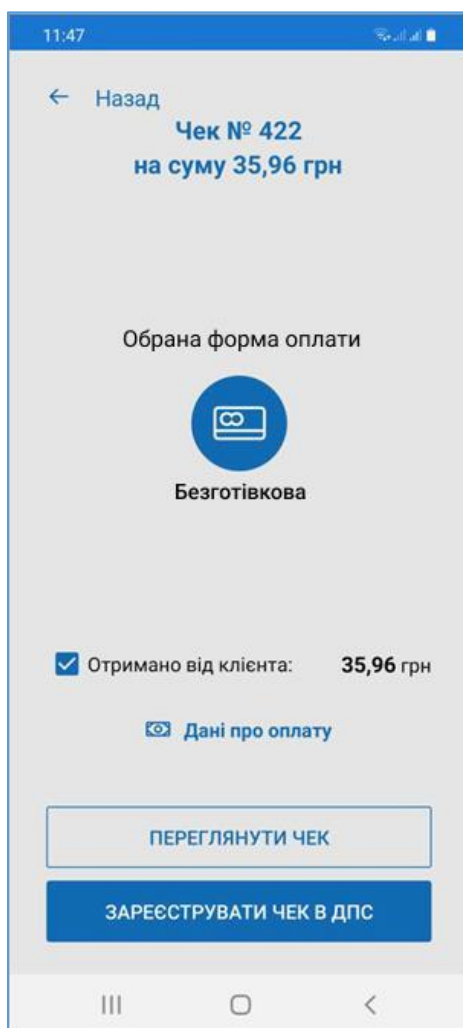 11:47
Назад
Чек № 422
на суму 35,96 грн
Обрана форма оплати
Безготівкова
Отримано від клієнта: 35,96 грн
Дані про оплату
ПЕРЕГЛЯНУТИ ЧЕК
ЗАРЕЄСТРУВАТИ ЧЕК В ДПС